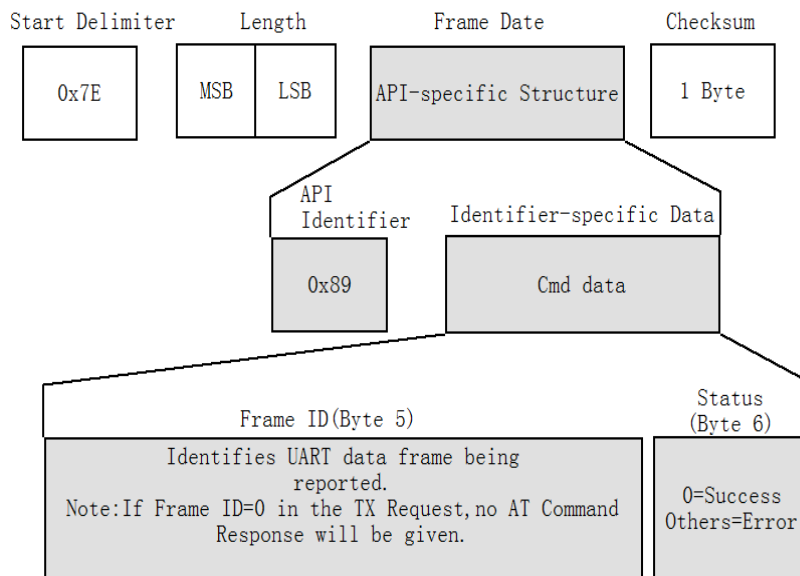 Start Delimiter
Length
Frame Date
Checksum
0x7E
MSB
LSB
API-specific Structure
1 Byte
API
Identifier
Identifier-specific Data
0x89
Cmd data
Frame ID(Byte 5)
Status
(Byte 6)
Identifies UART data frame being
reported.
Note:If Frame ID=0 in the TX Request,no AT Command
Response will be given.
0=Success
Others=Error